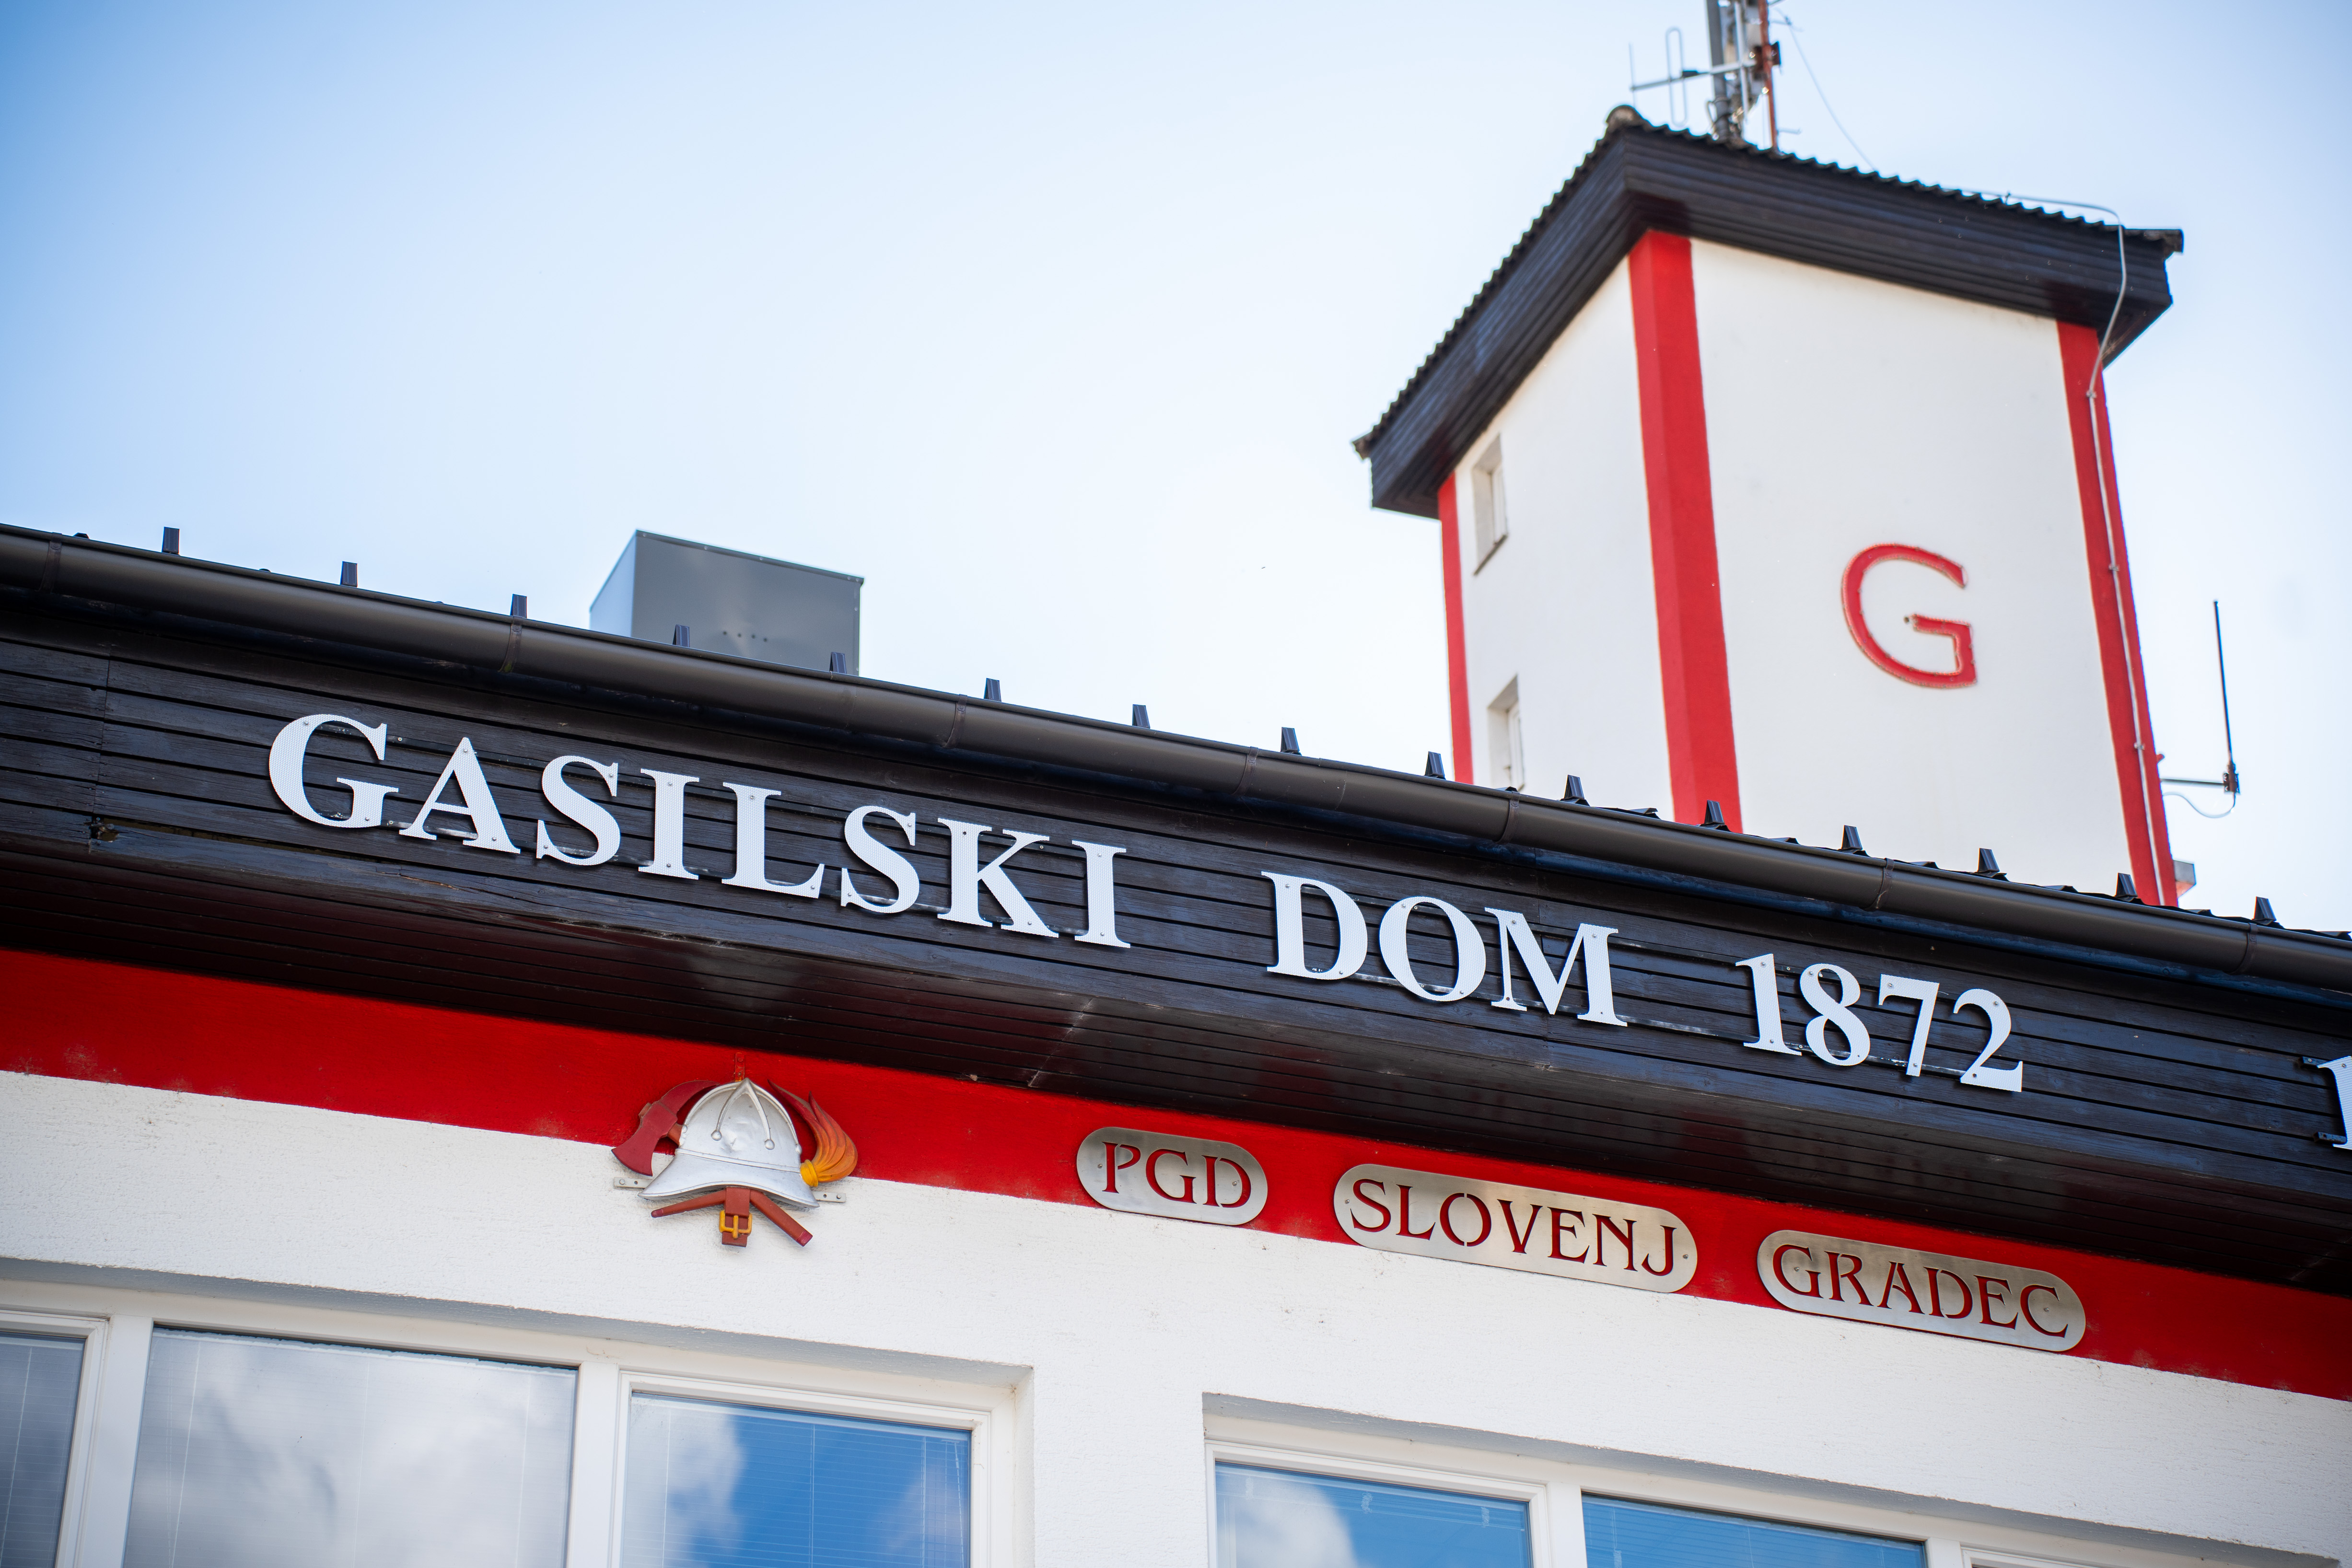 G
GASILSKI DOM 1872
PGD SLOVENJ GRADEC